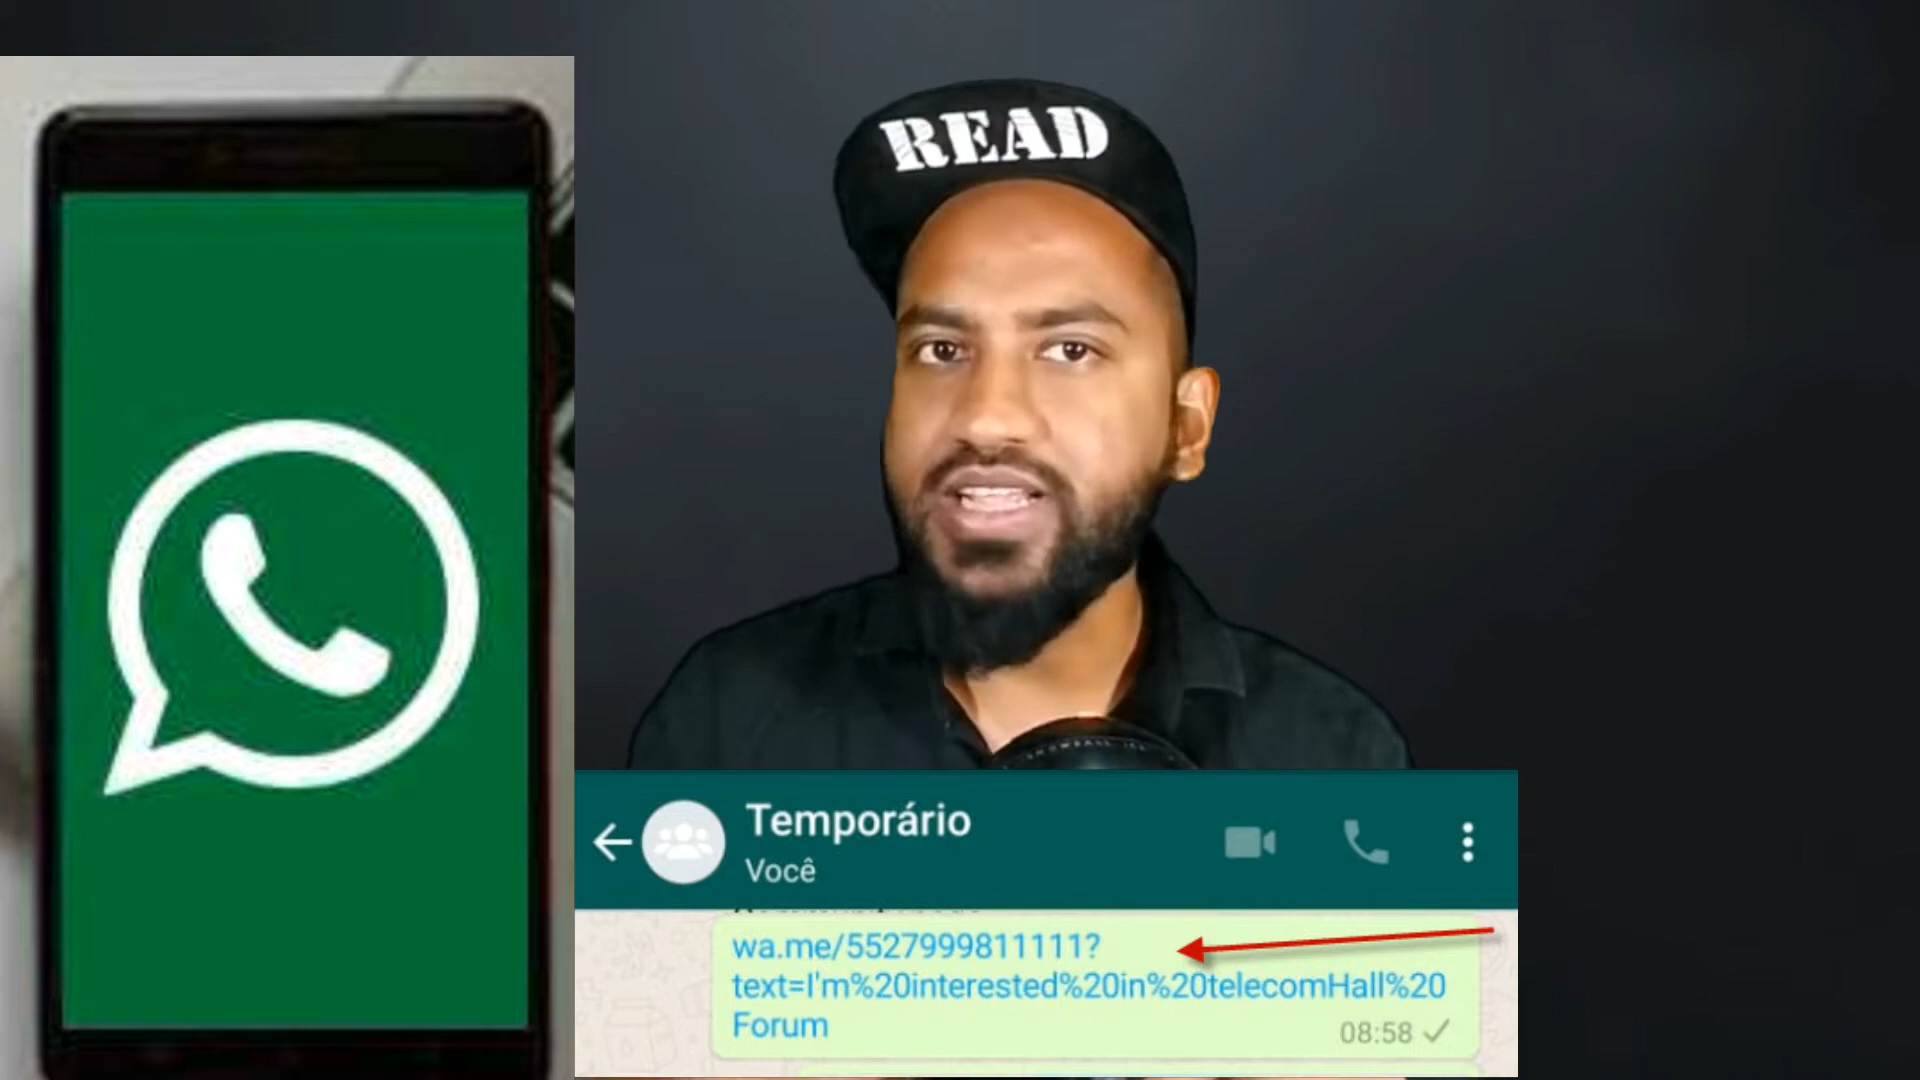 READ
Temporário
Você
wa.me/5527999811111?
text=I'm%20interested%20in%20telecomHall%20
Forum
08:58